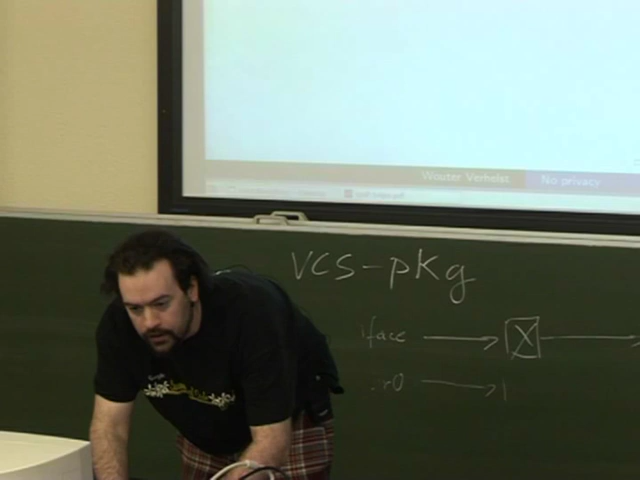 Wouter Verhelst No privacy
VCS-pkg
iface → X →
.r0 →